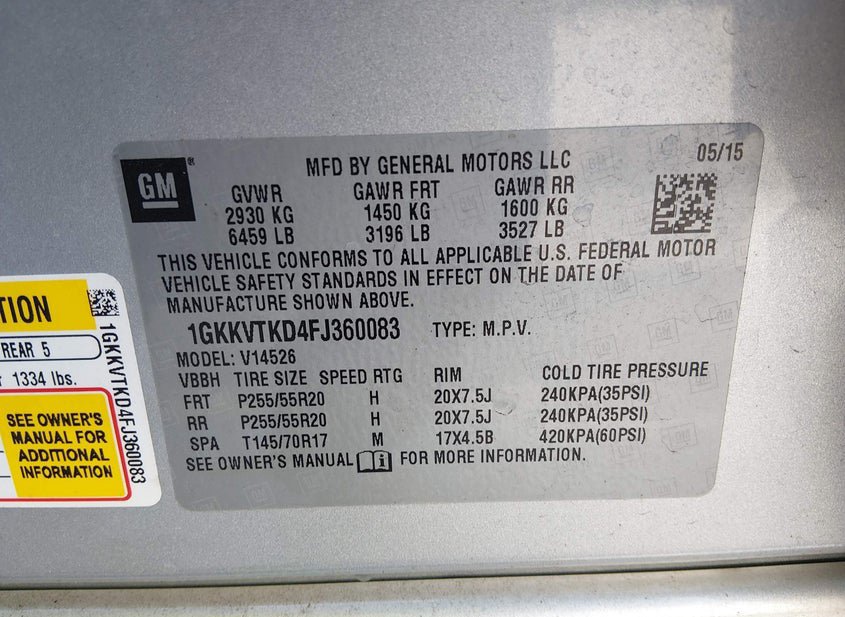 GM
MFD BY GENERAL MOTORS LLC 05/15
GVWR GAWR FRT GAWR RR
2930 KG 1450 KG 1600 KG
6459 LB 3196 LB 3527 LB
THIS VEHICLE CONFORMS TO ALL APPLICABLE U.S. FEDERAL MOTOR
VEHICLE SAFETY STANDARDS IN EFFECT ON THE DATE OF
MANUFACTURE SHOWN ABOVE.
1GKKVTKD4FJ360083 TYPE: M.P.V.
MODEL: V14526
VBBH TIRE SIZE SPEED RTG RIM COLD TIRE PRESSURE
FRT P255/55R20 H 20X7.5J 240KPA(35PSI)
RR P255/55R20 H 20X7.5J 240KPA(35PSI)
SPA T145/70R17 M 17X4.5B 420KPA(60PSI)
SEE OWNER'S MANUAL FOR MORE INFORMATION.
REAR 5
1334 lbs.
SEE OWNER'S
MANUAL FOR
ADDITIONAL
INFORMATION
1GKKVTKD4FJ360083